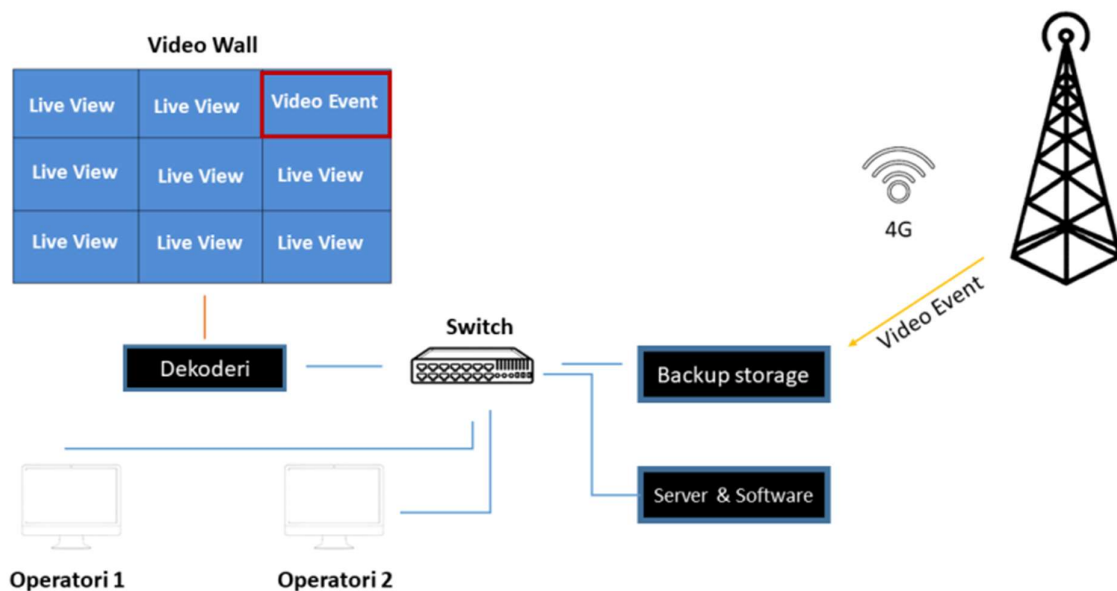 Video Wall
Live View
Live View
Video Event
Live View
Live View
Live View
Live View
Live View
Live View
4G
Video Event
Switch
Dekoderi
Backup storage
Server & Software
Operatori 1
Operatori 2